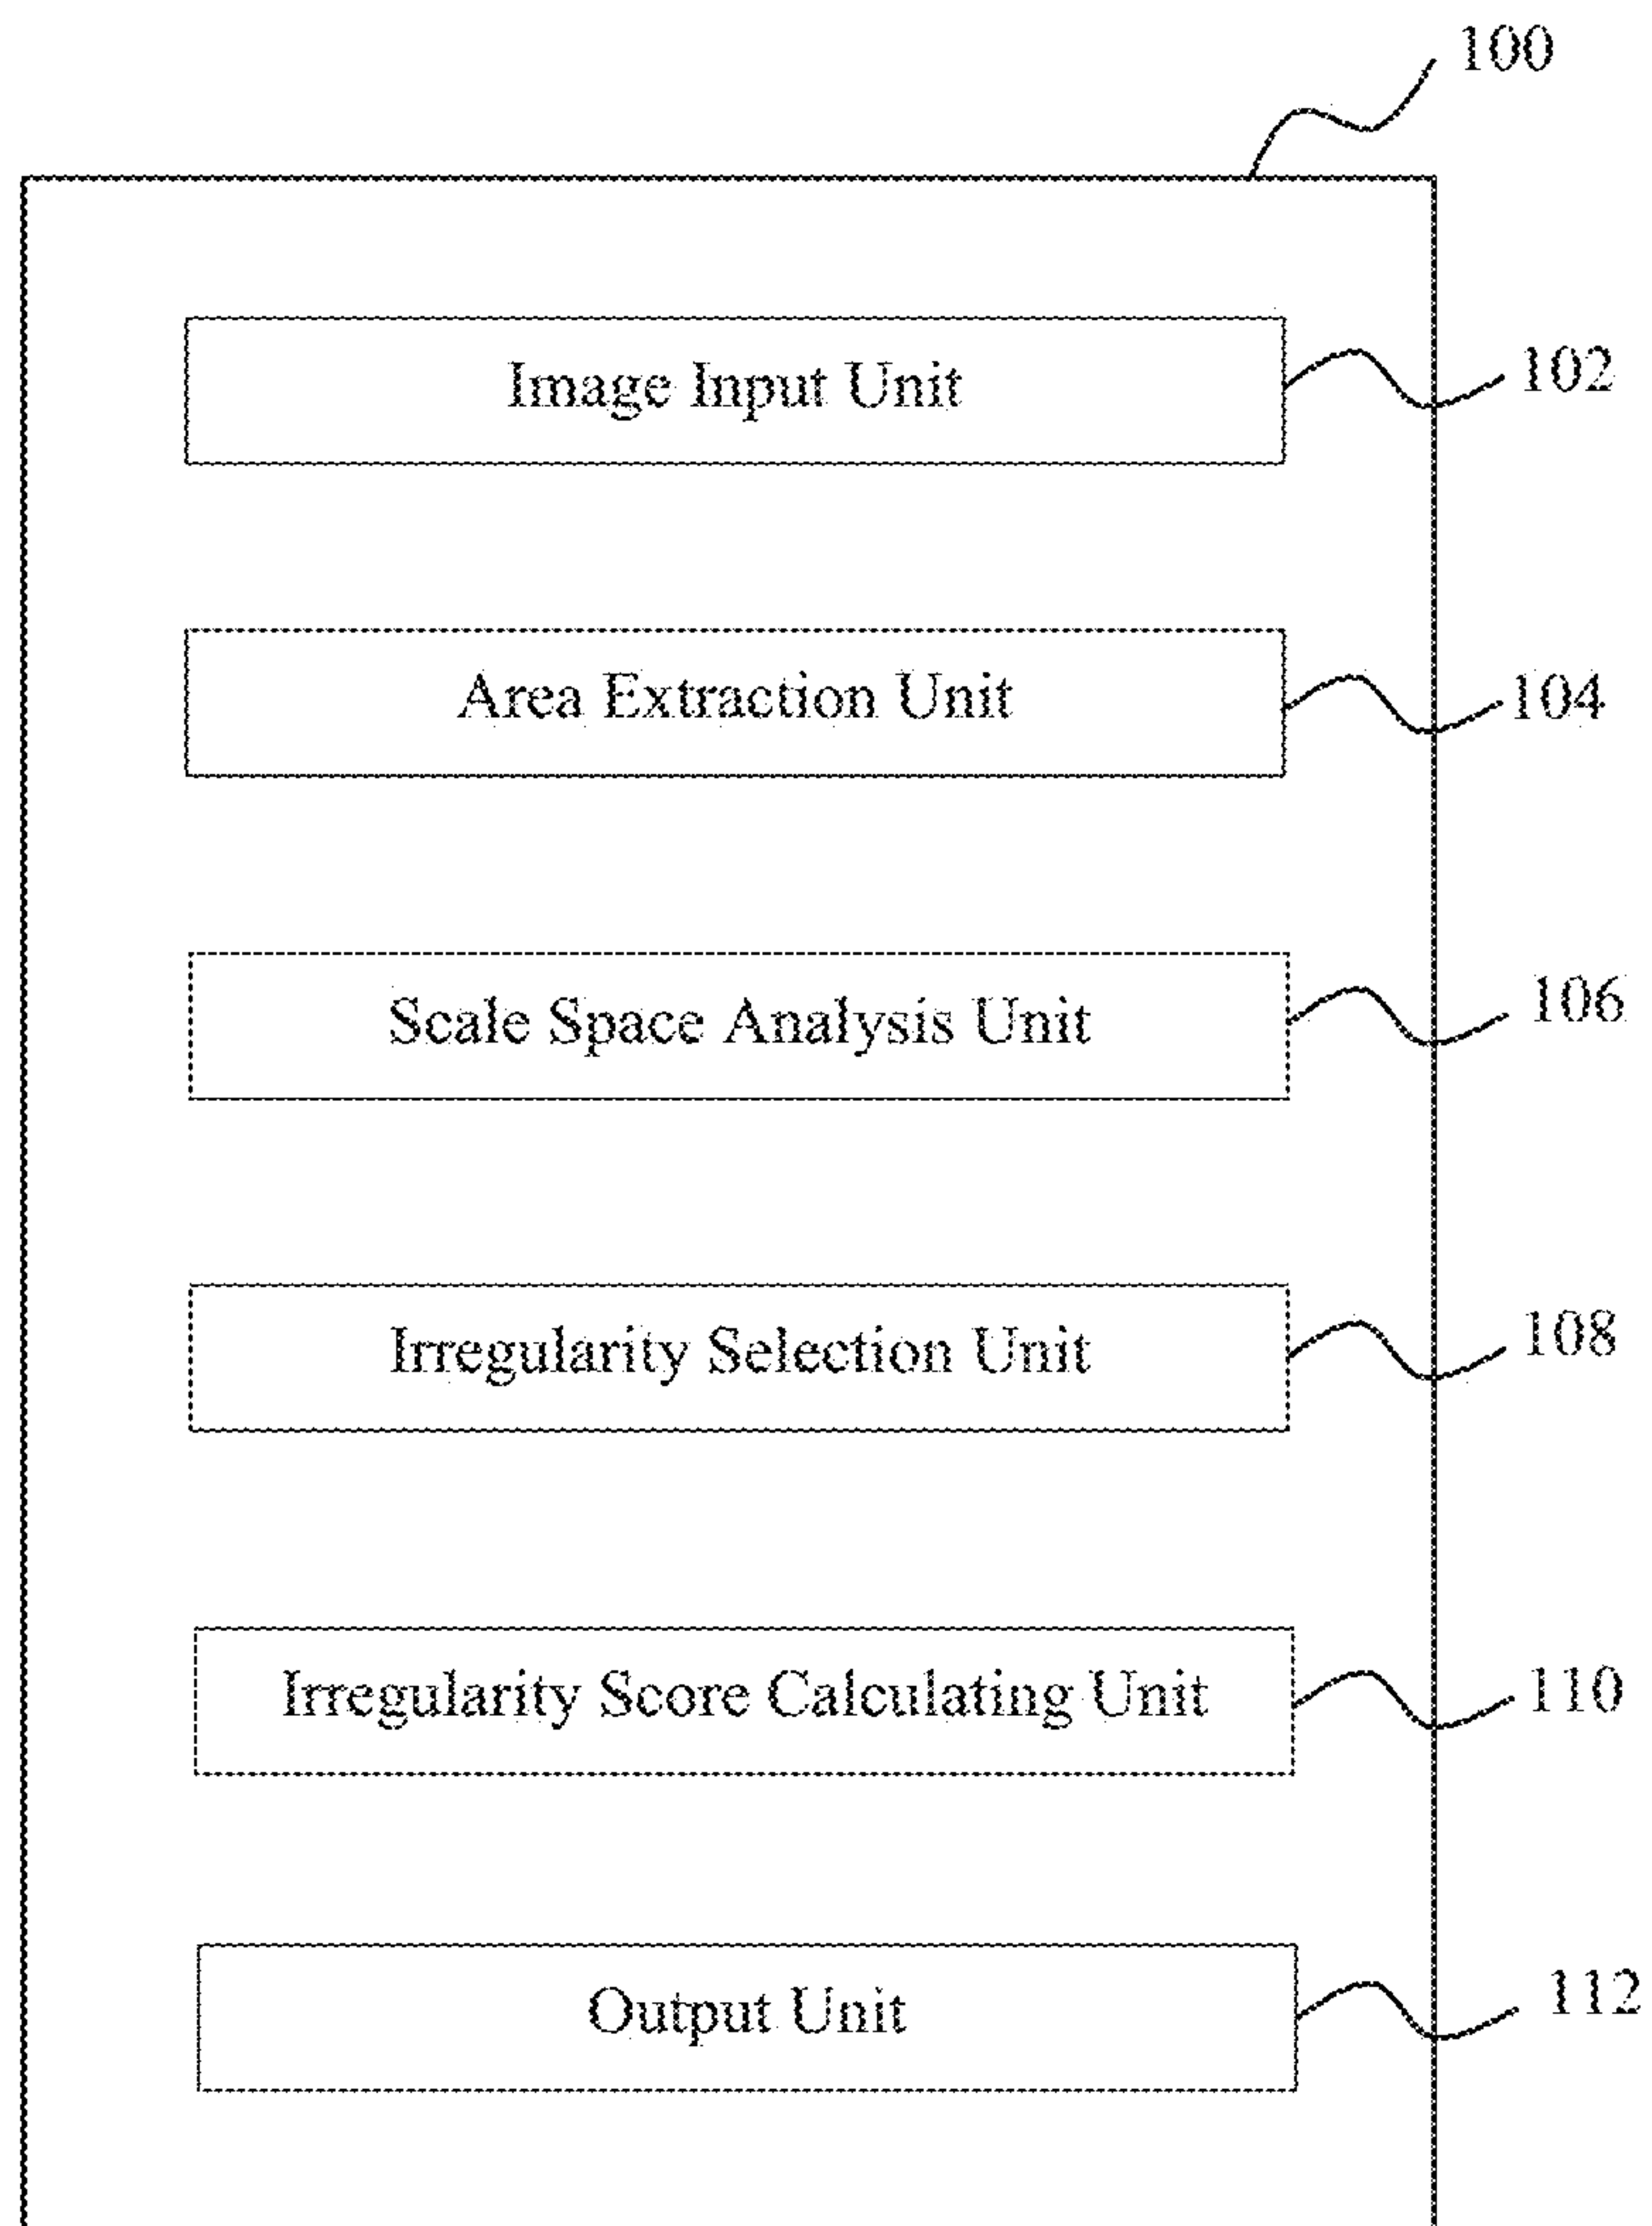 100
Image Input Unit
102
Area Extraction Unit
104
Scale Space Analysis Unit
106
Irregularity Selection Unit
108
Irregularity Score Calculating Unit
110
Output Unit
112